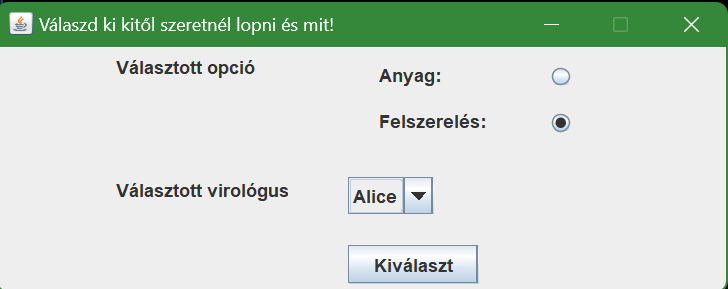 Válaszd ki kitől szeretnél lopni és mit!
Választott opció
Anyag:
Felszerelés:
Választott virológus
Alice
Kiválaszt